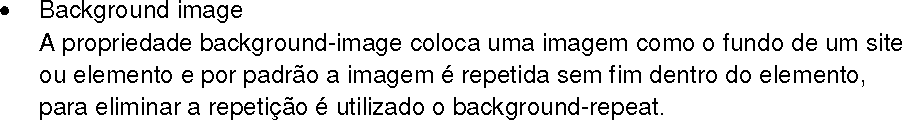 • Background image
A propriedade background-image coloca uma imagem como o fundo de um site
ou elemento e por padrão a imagem é repetida sem fim dentro do elemento,
para eliminar a repetição é utilizado o background-repeat.